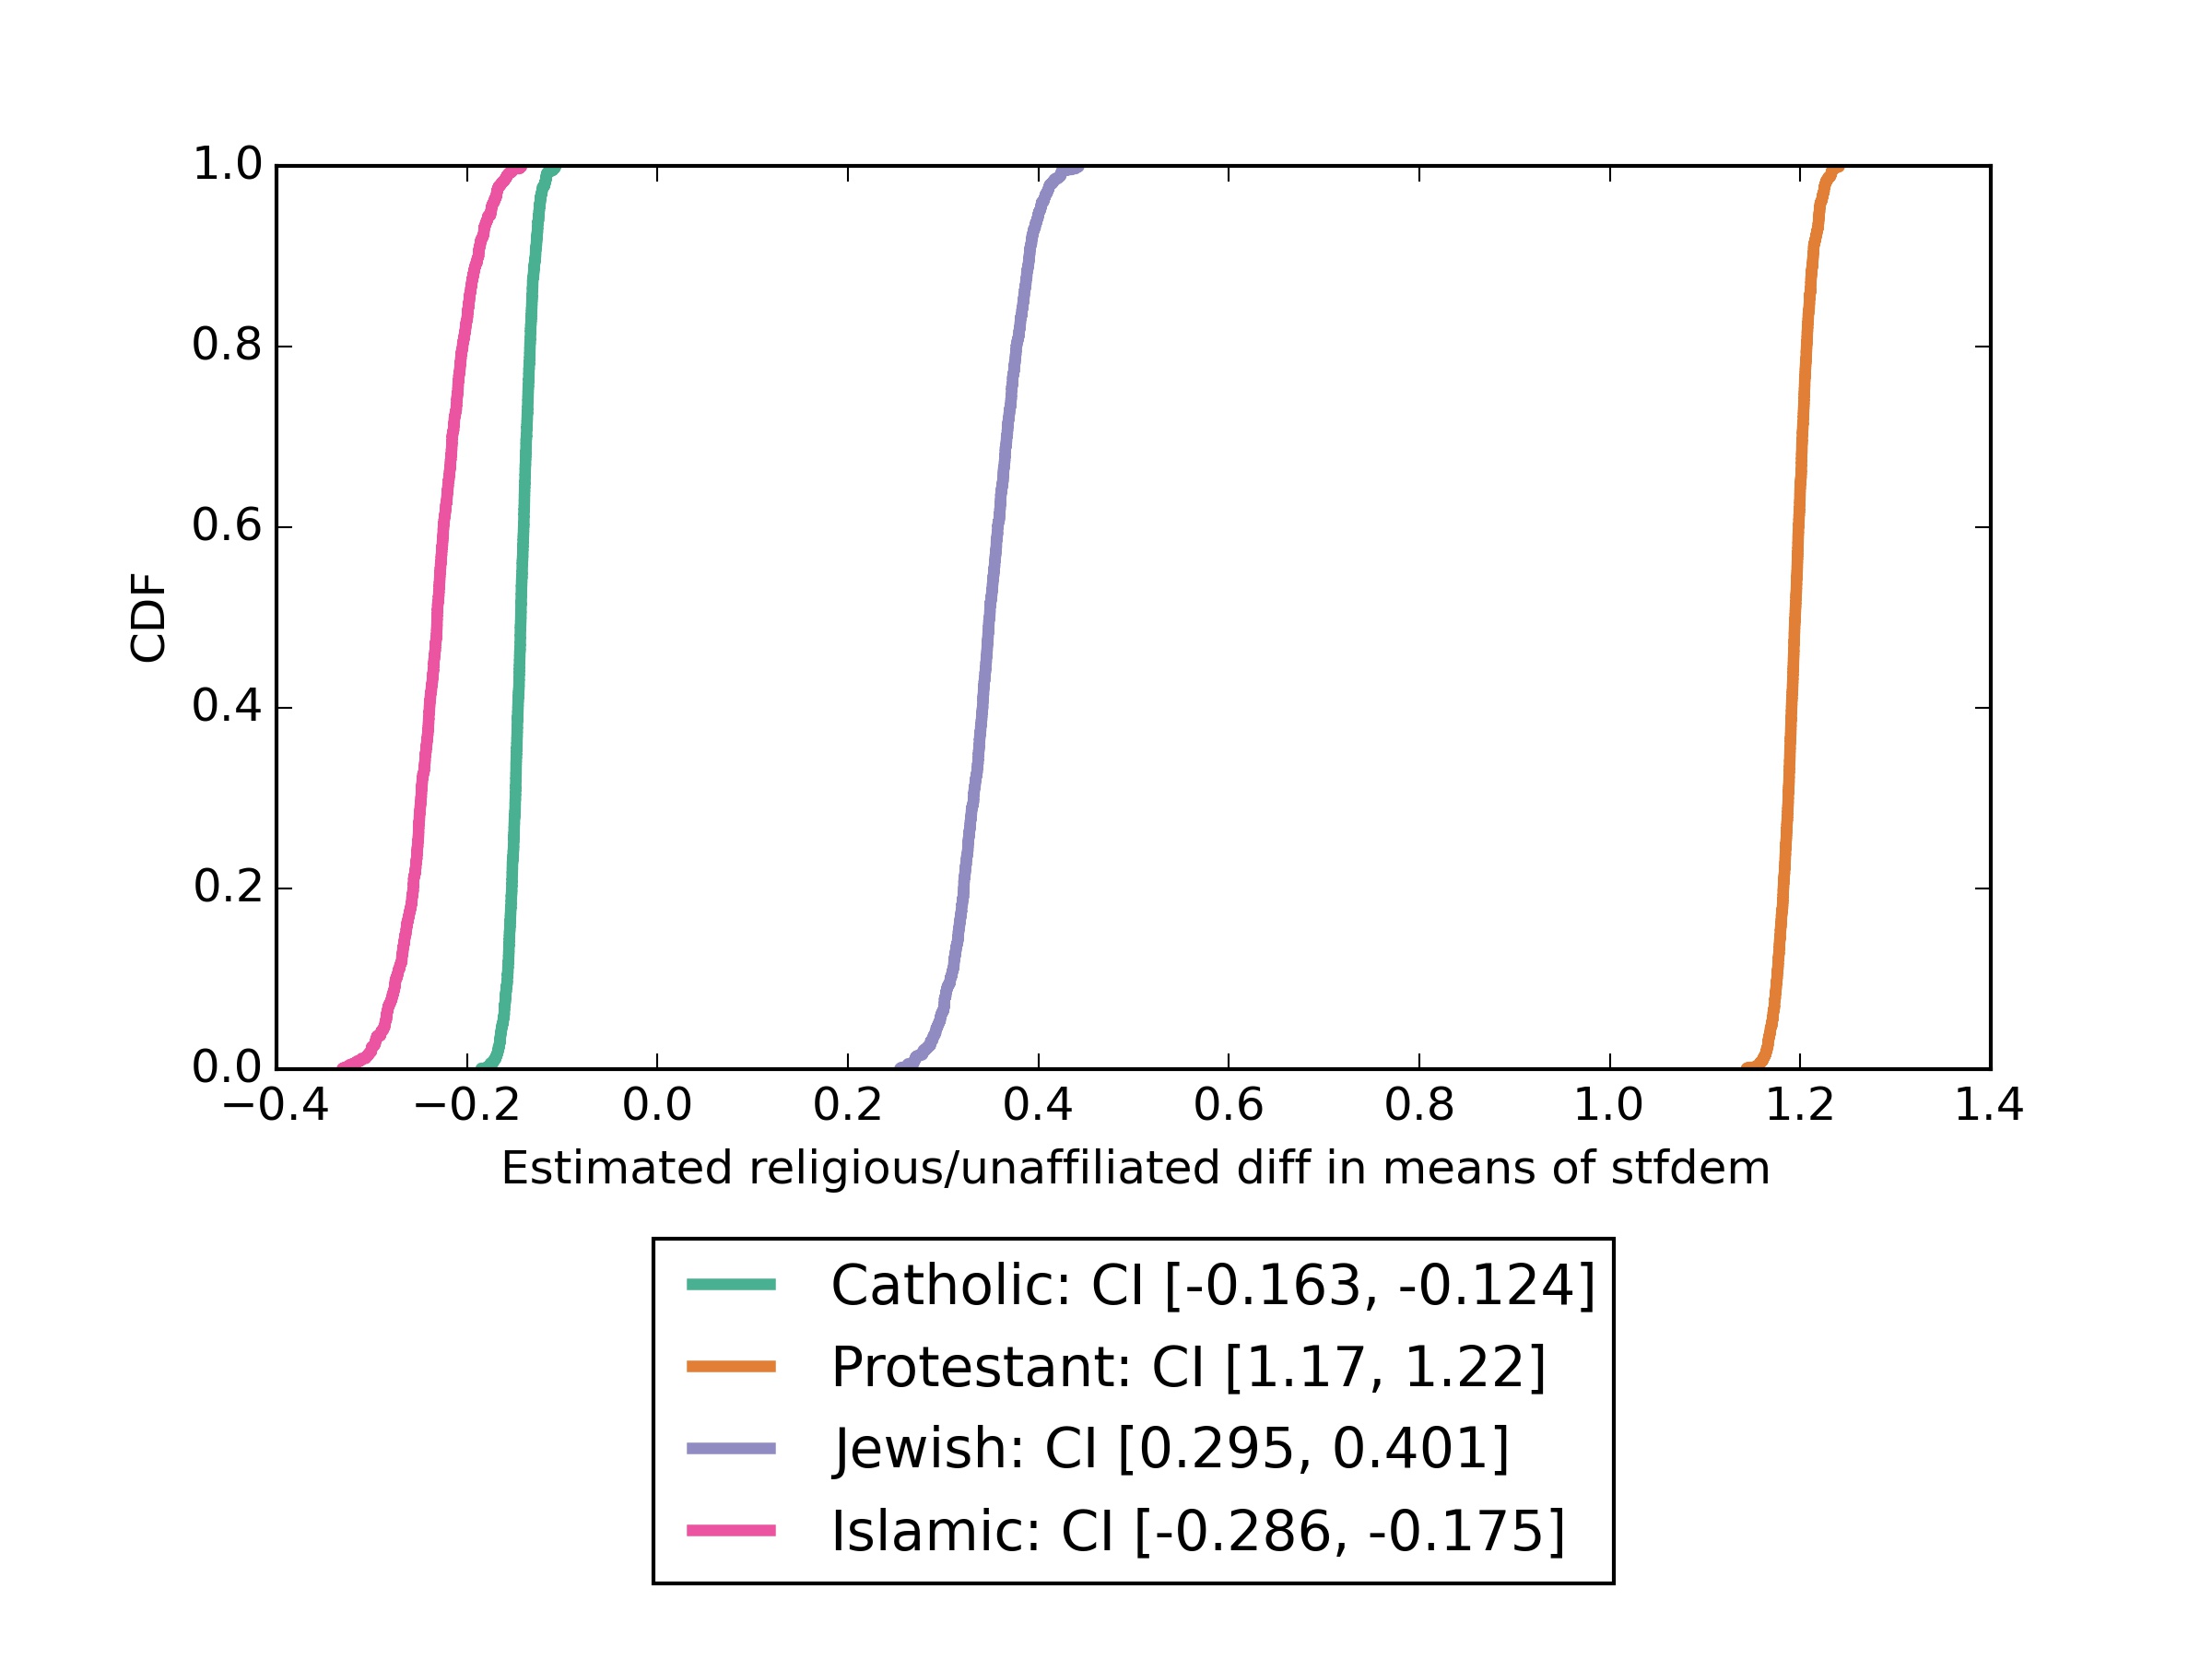 1.0
0.8
0.6
0.4
0.2
0.0
CDF
−0.4 −0.2 0.0 0.2 0.4 0.6 0.8 1.0 1.2 1.4
Estimated religious/unaffiliated diff in means of stfdem
Catholic: CI [-0.163, -0.124]
Protestant: CI [1.17, 1.22]
Jewish: CI [0.295, 0.401]
Islamic: CI [-0.286, -0.175]